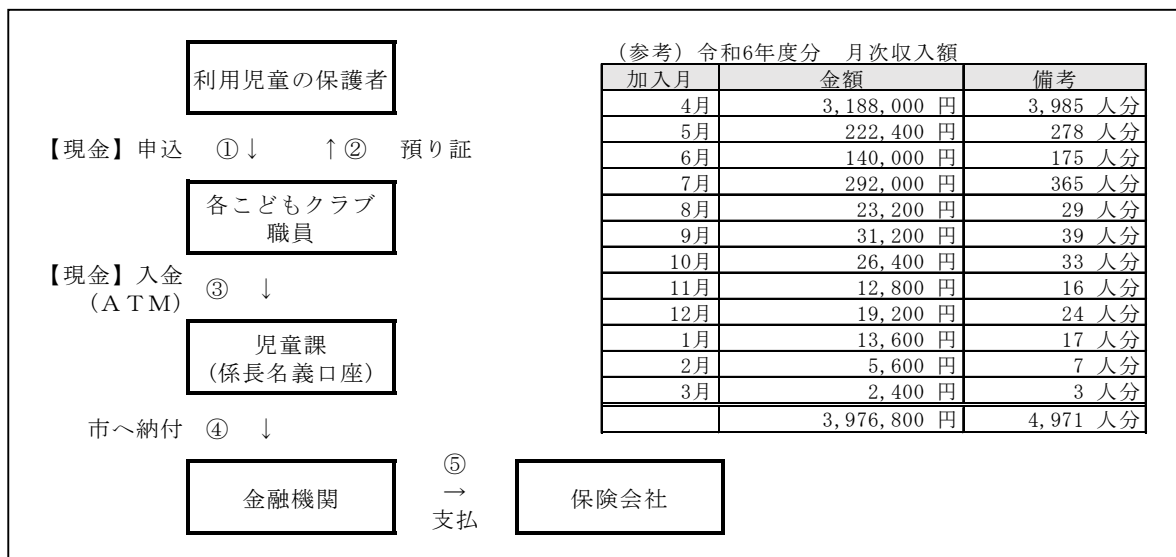 利用児童の保護者
【現金】申込 ①↓ ↑② 預り証
各こどもクラブ
職員
【現金】入金
(ATM) ③ ↓
児童課
(係長名義口座)
市へ納付 ④ ↓
金融機関
⑤
→
支払
保険会社
(参考) 令和6年度分 月次収入額
加入月 金額 備考
4月 3,188,000 円 3,985 人分
5月 222,400 円 278 人分
6月 140,000 円 175 人分
7月 292,000 円 365 人分
8月 23,200 円 29 人分
9月 31,200 円 39 人分
10月 26,400 円 33 人分
11月 12,800 円 16 人分
12月 19,200 円 24 人分
1月 13,600 円 17 人分
2月 5,600 円 7 人分
3月 2,400 円 3 人分
3,976,800 円 4,971 人分